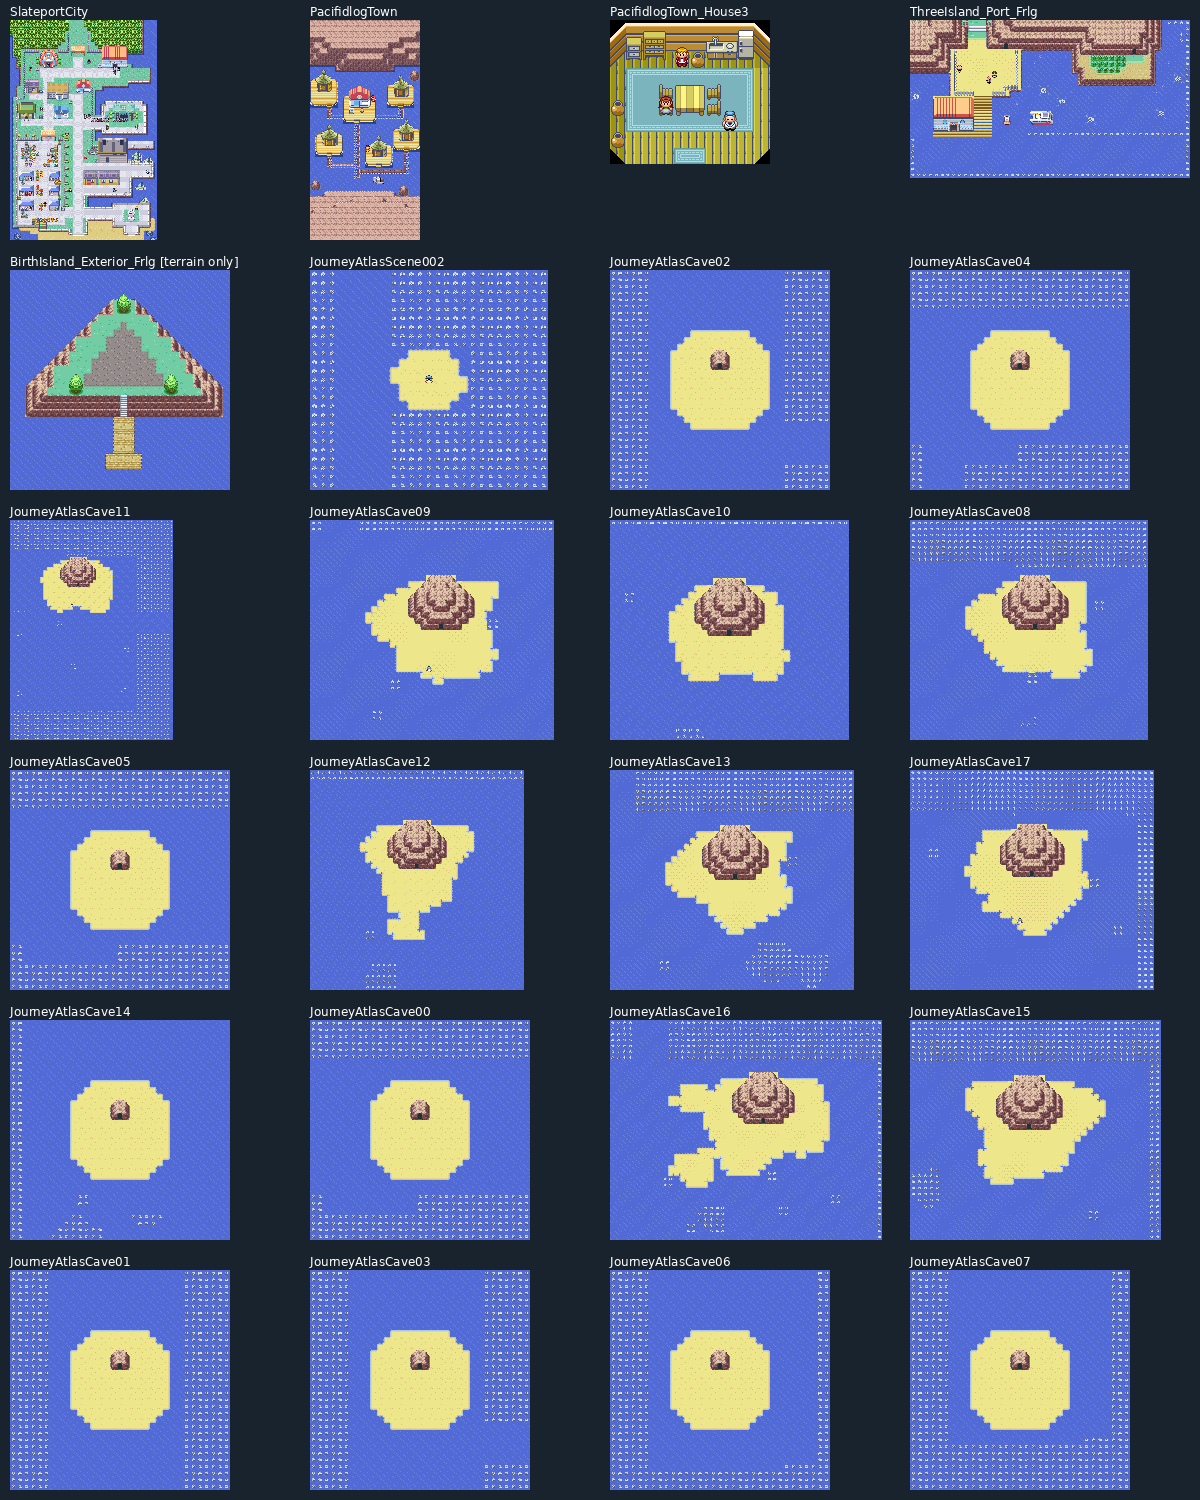 SlateportCity
PacifidlogTown
PacifidlogTown_House3
ThreeIsland_Port_Frlg
BirthIsland_Exterior_Frlg [terrain only]
JourneyAtlasScene002
JourneyAtlasCave02
JourneyAtlasCave04
JourneyAtlasCave11
JourneyAtlasCave09
JourneyAtlasCave10
JourneyAtlasCave08
JourneyAtlasCave05
JourneyAtlasCave12
JourneyAtlasCave13
JourneyAtlasCave17
JourneyAtlasCave14
JourneyAtlasCave00
JourneyAtlasCave16
JourneyAtlasCave15
JourneyAtlasCave01
JourneyAtlasCave03
JourneyAtlasCave06
JourneyAtlasCave07